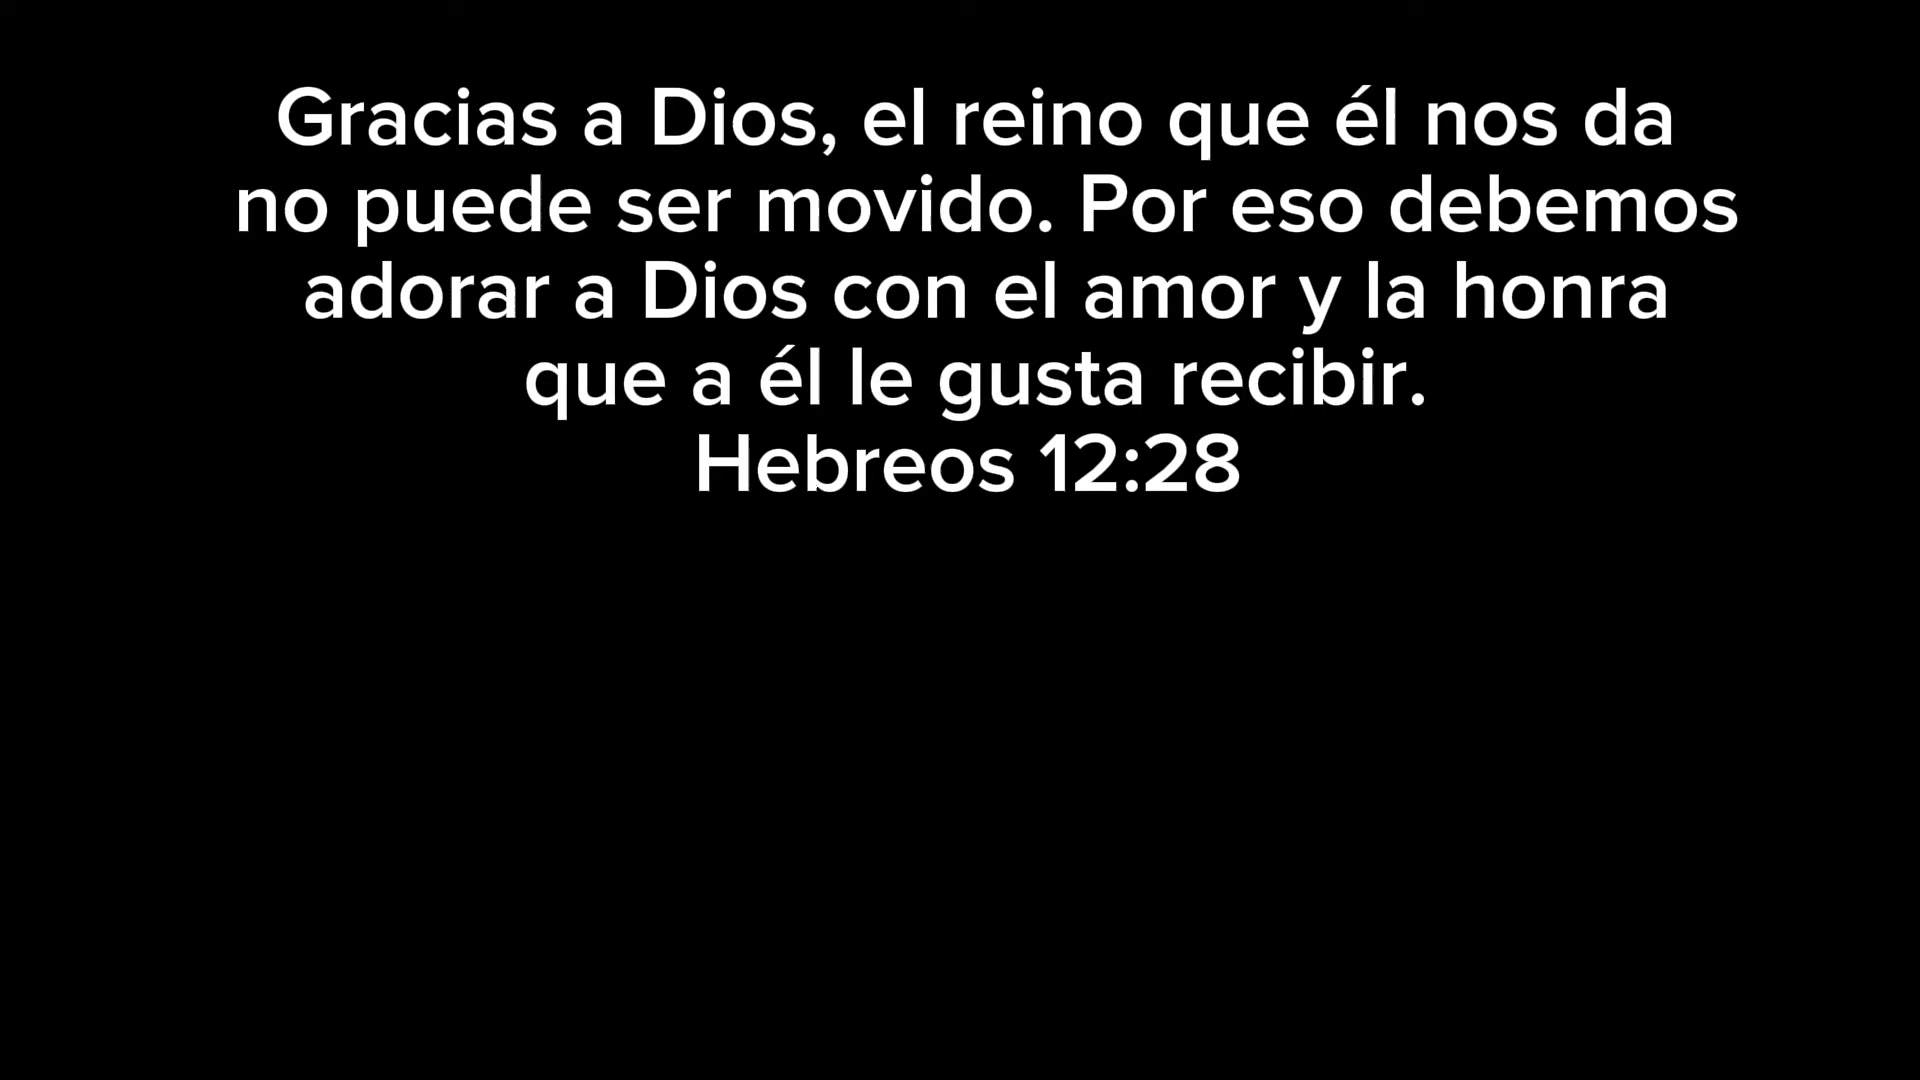 Gracias a Dios, el reino que él nos da
no puede ser movido. Por eso debemos
adorar a Dios con el amor y la honra
que a él le gusta recibir.
Hebreos 12:28